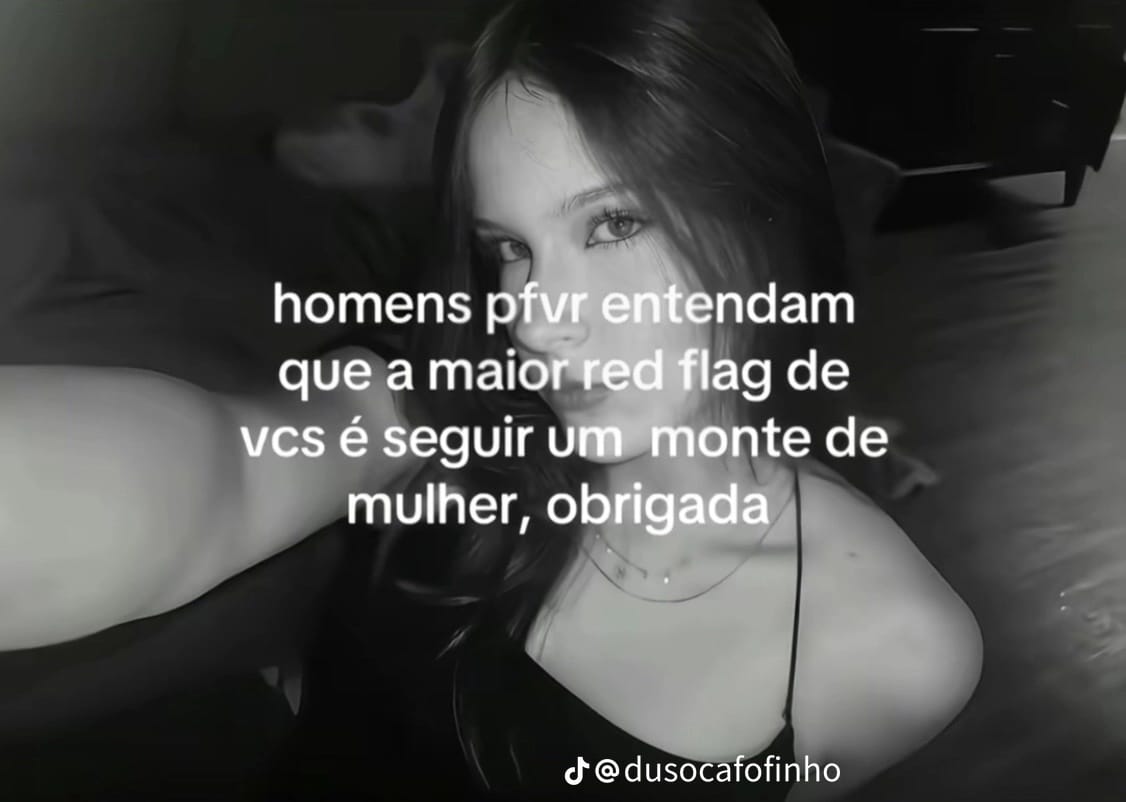 homens pfvr entendam
que a maior red flag de
vcs é seguir um monte de
mulher, obrigada
@dusocafofinho